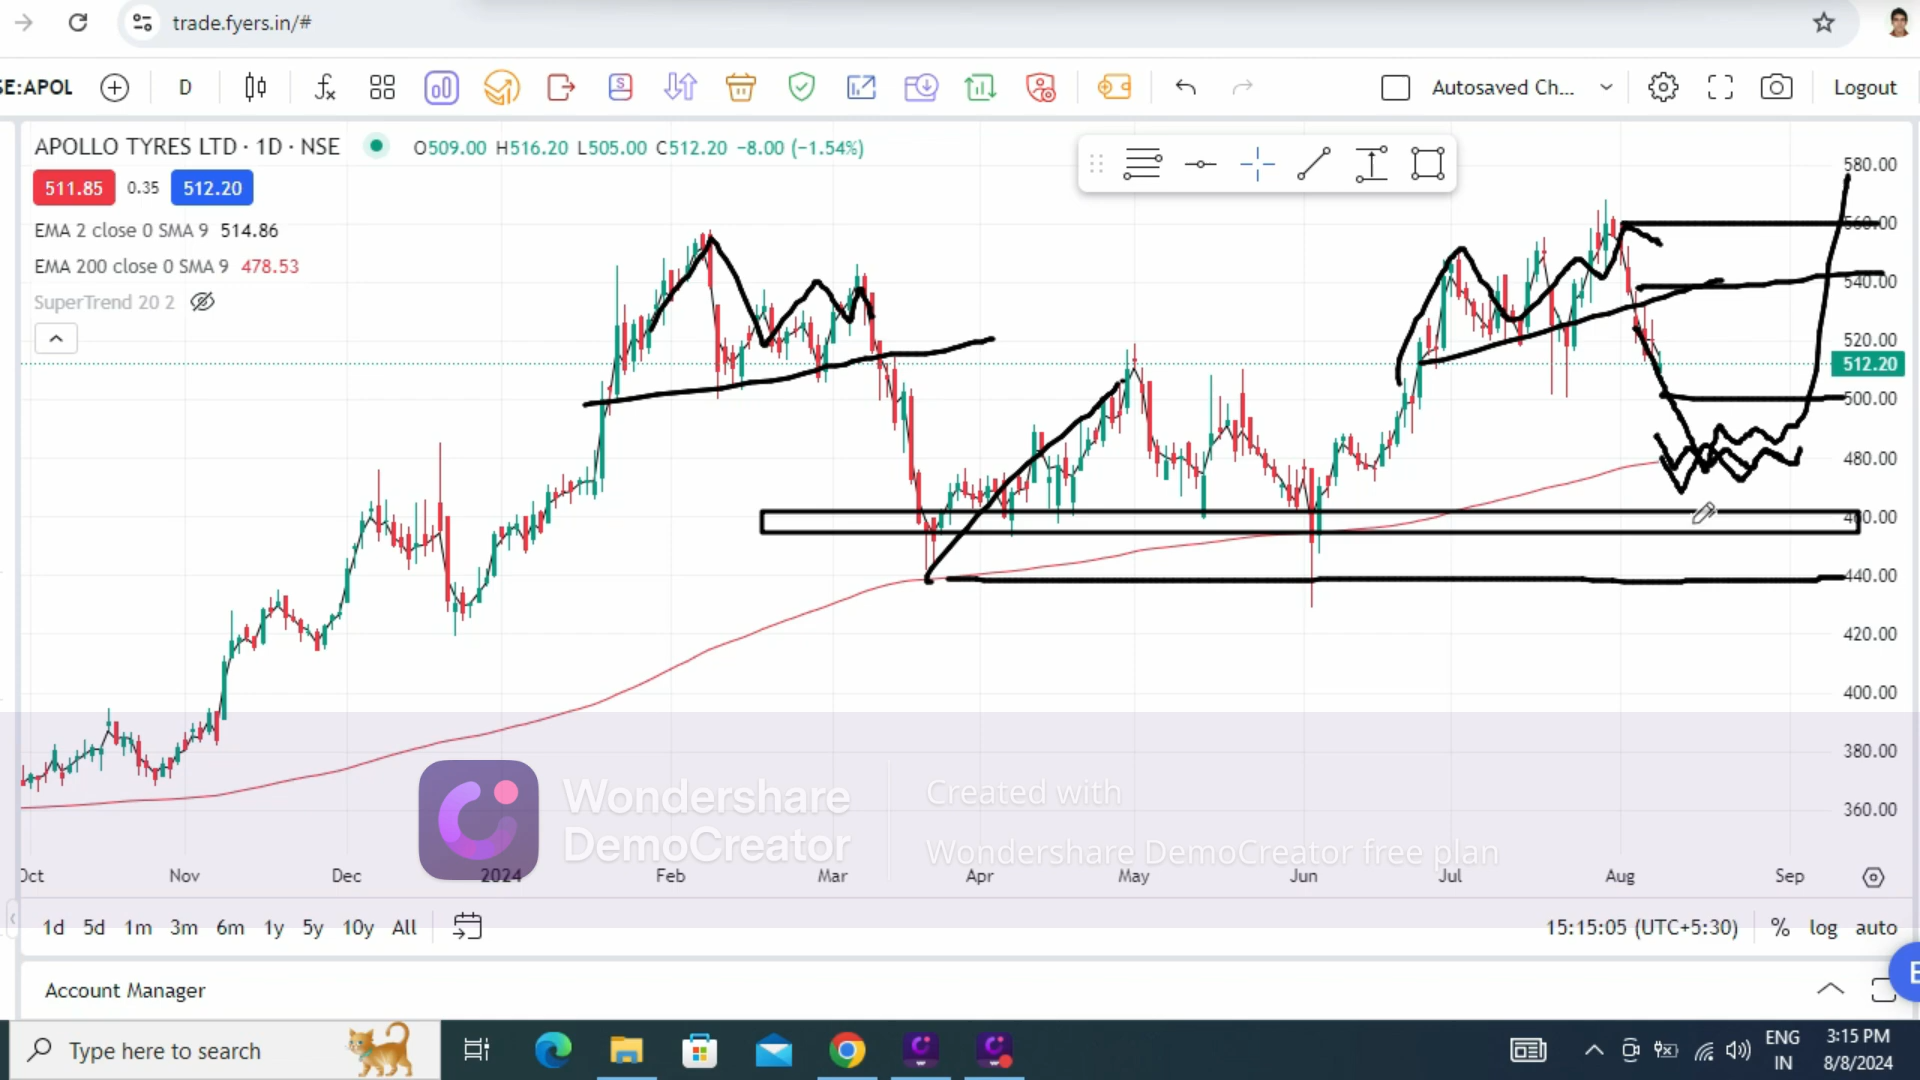 trade.fyers.in/#
SE:APOL D Autosaved Ch... Logout
APOLLO TYRES LTD · 1D · NSE O509.00 H516.20 L505.00 C512.20 −8.00 (−1.54%)
511.85 0.35 512.20
EMA 2 close 0 SMA 9 514.86
EMA 200 close 0 SMA 9 478.53
SuperTrend 20 2
580.00
560.00
540.00
520.00
512.20
500.00
480.00
460.00
440.00
420.00
400.00
380.00
360.00
Wondershare
DemoCreator
Created with
Wondershare DemoCreator free plan
Oct Nov Dec 2024 Feb Mar Apr May Jun Jul Aug Sep
1d 5d 1m 3m 6m 1y 5y 10y All 15:15:05 (UTC+5:30) % log auto
Account Manager
Type here to search
ENG
IN
3:15 PM
8/8/2024